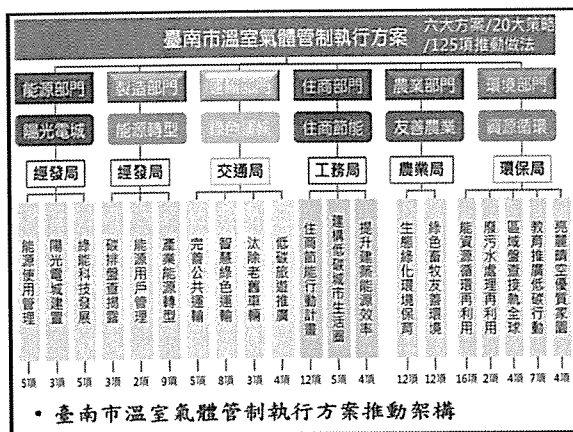 臺南市溫室氣體管制執行方案
六大方案/20大策略
/125項推動做法
能源部門
製造部門
運輸部門
住商部門
農業部門
環境部門
陽光電城
能源轉型
綠色運輸
住商節能
友善農業
資源循環
經發局
經發局
交通局
工務局
農業局
環保局
能源使用管理
陽光電城建置
綠能科技發展
碳排盤查揭露
能源用戶管理
產業能源轉型
完善公共運輸
智慧綠色運輸
汰除老舊車輛
低碳旅遊推廣
住商節能行動計畫
建構低碳城市生活圈
提升建築能源效率
生態綠化環境保育
綠色畜牧友善環境
能資源循環再利用
廢污水處理再利用
區域盤查接軌全球
教育推廣低碳行動
亮麗晴空優質家園
5項
3項
5項
3項
2項
9項
5項
8項
3項
4項
12項
5項
4項
12項
12項
16項
2項
4項
7項
4項
• 臺南市溫室氣體管制執行方案推動架構